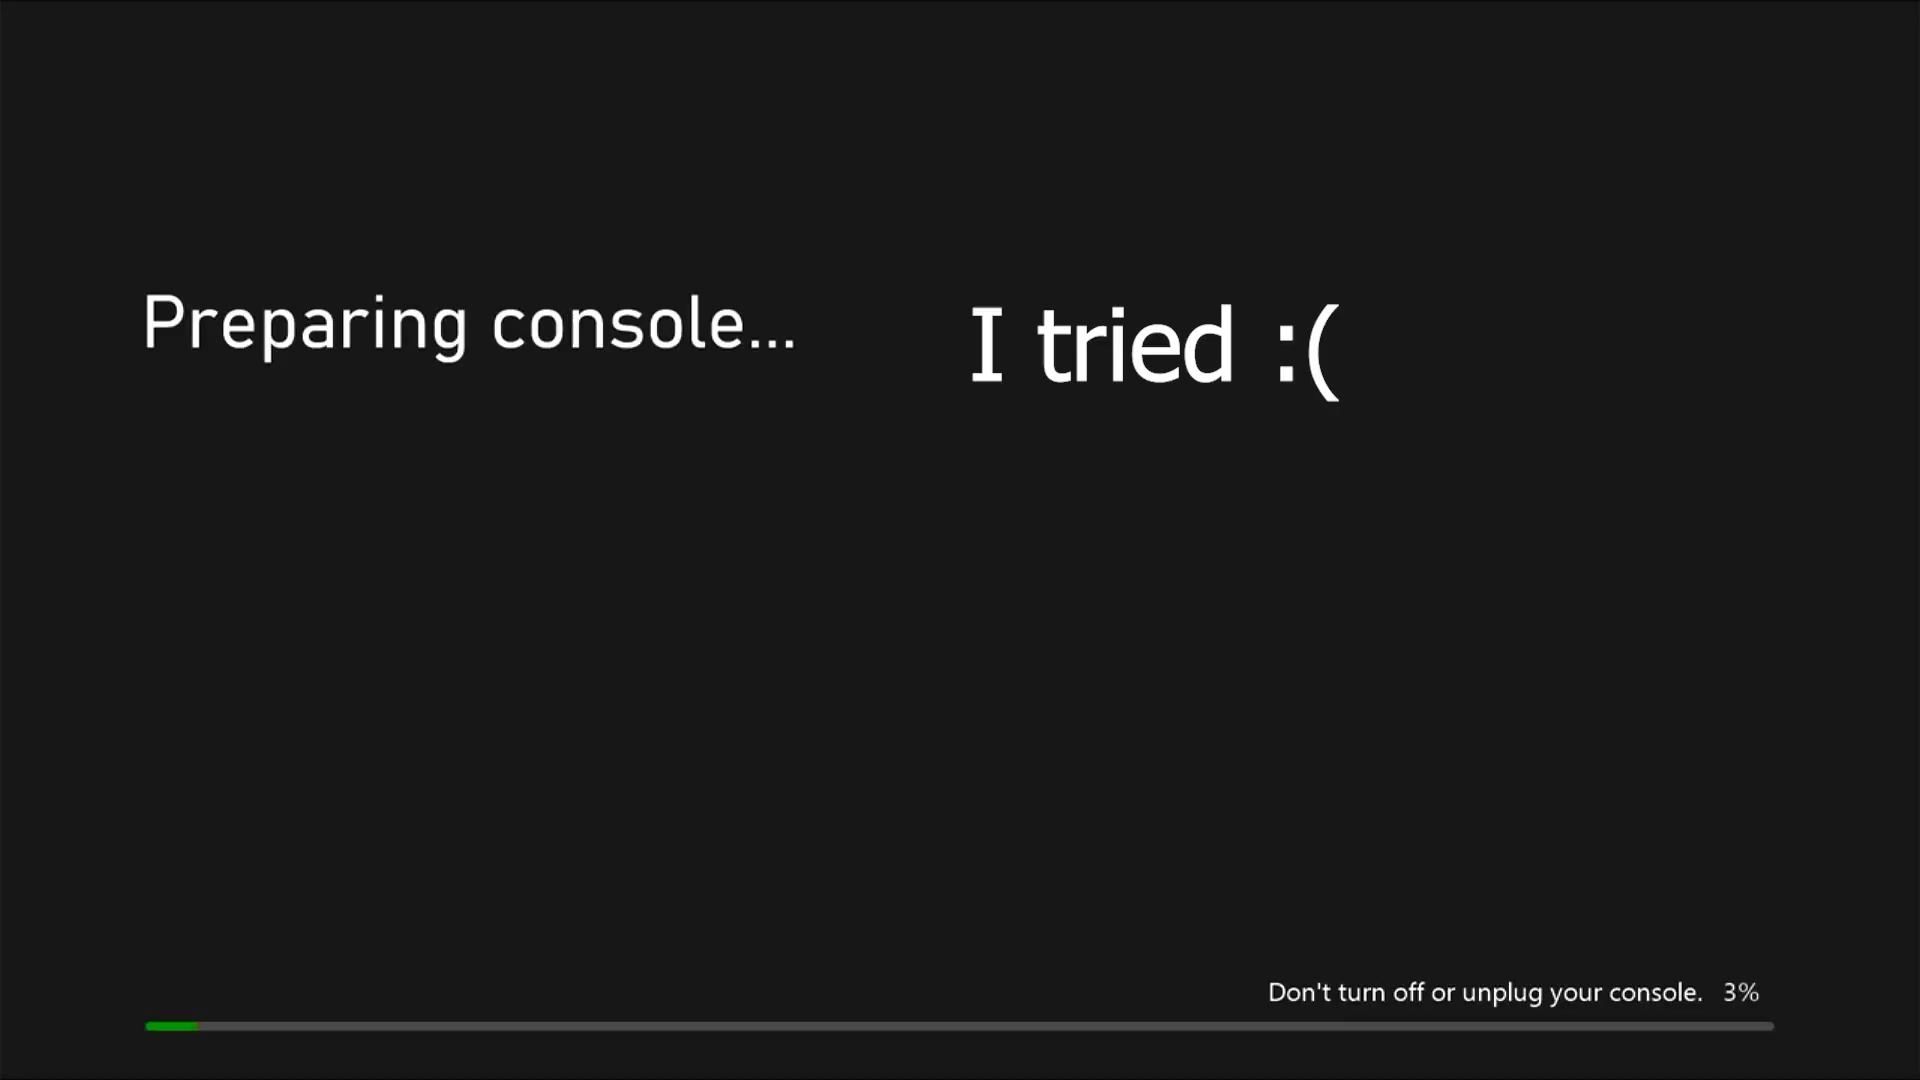 Preparing console...
I tried :(
Don't turn off or unplug your console. 3%